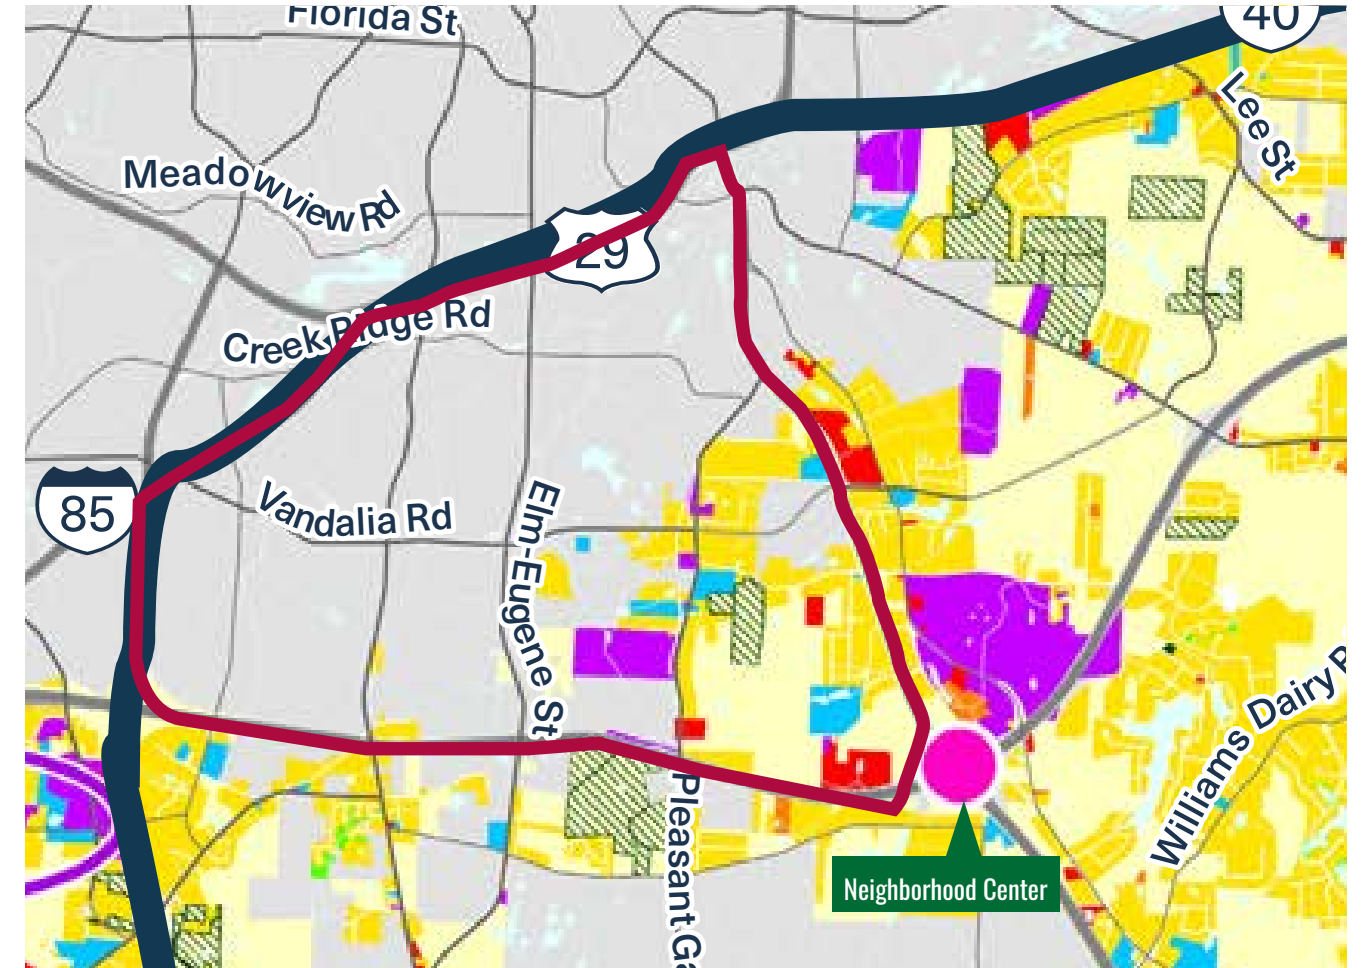 Florida St
40
Lee St
Meadowview Rd
29
Creek Ridge Rd
85
Vandalia Rd
Elm-Eugene St
Williams Dairy R
Pleasant Ga
Neighborhood Center